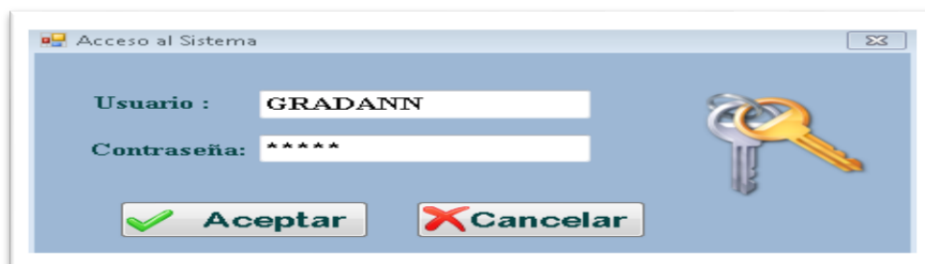 Acceso al Sistema
Usuario : GRADANN
Contraseña: *****
Aceptar Cancelar